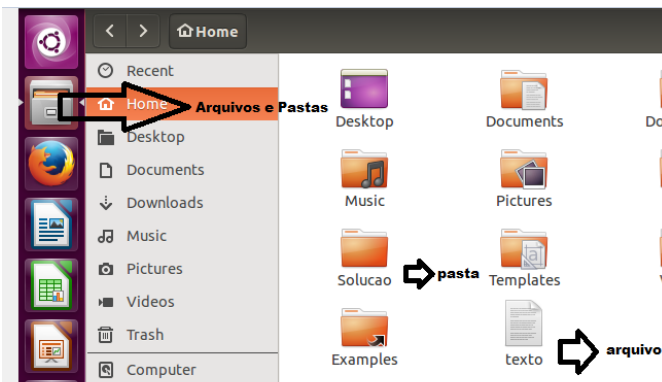 Home
Recent
Home
Arquivos e Pastas
Desktop
Documents
Downloads
Music
Pictures
Videos
Trash
Computer
Desktop
Documents
Music
Pictures
Solucao
pasta
Templates
Examples
texto
arquivo